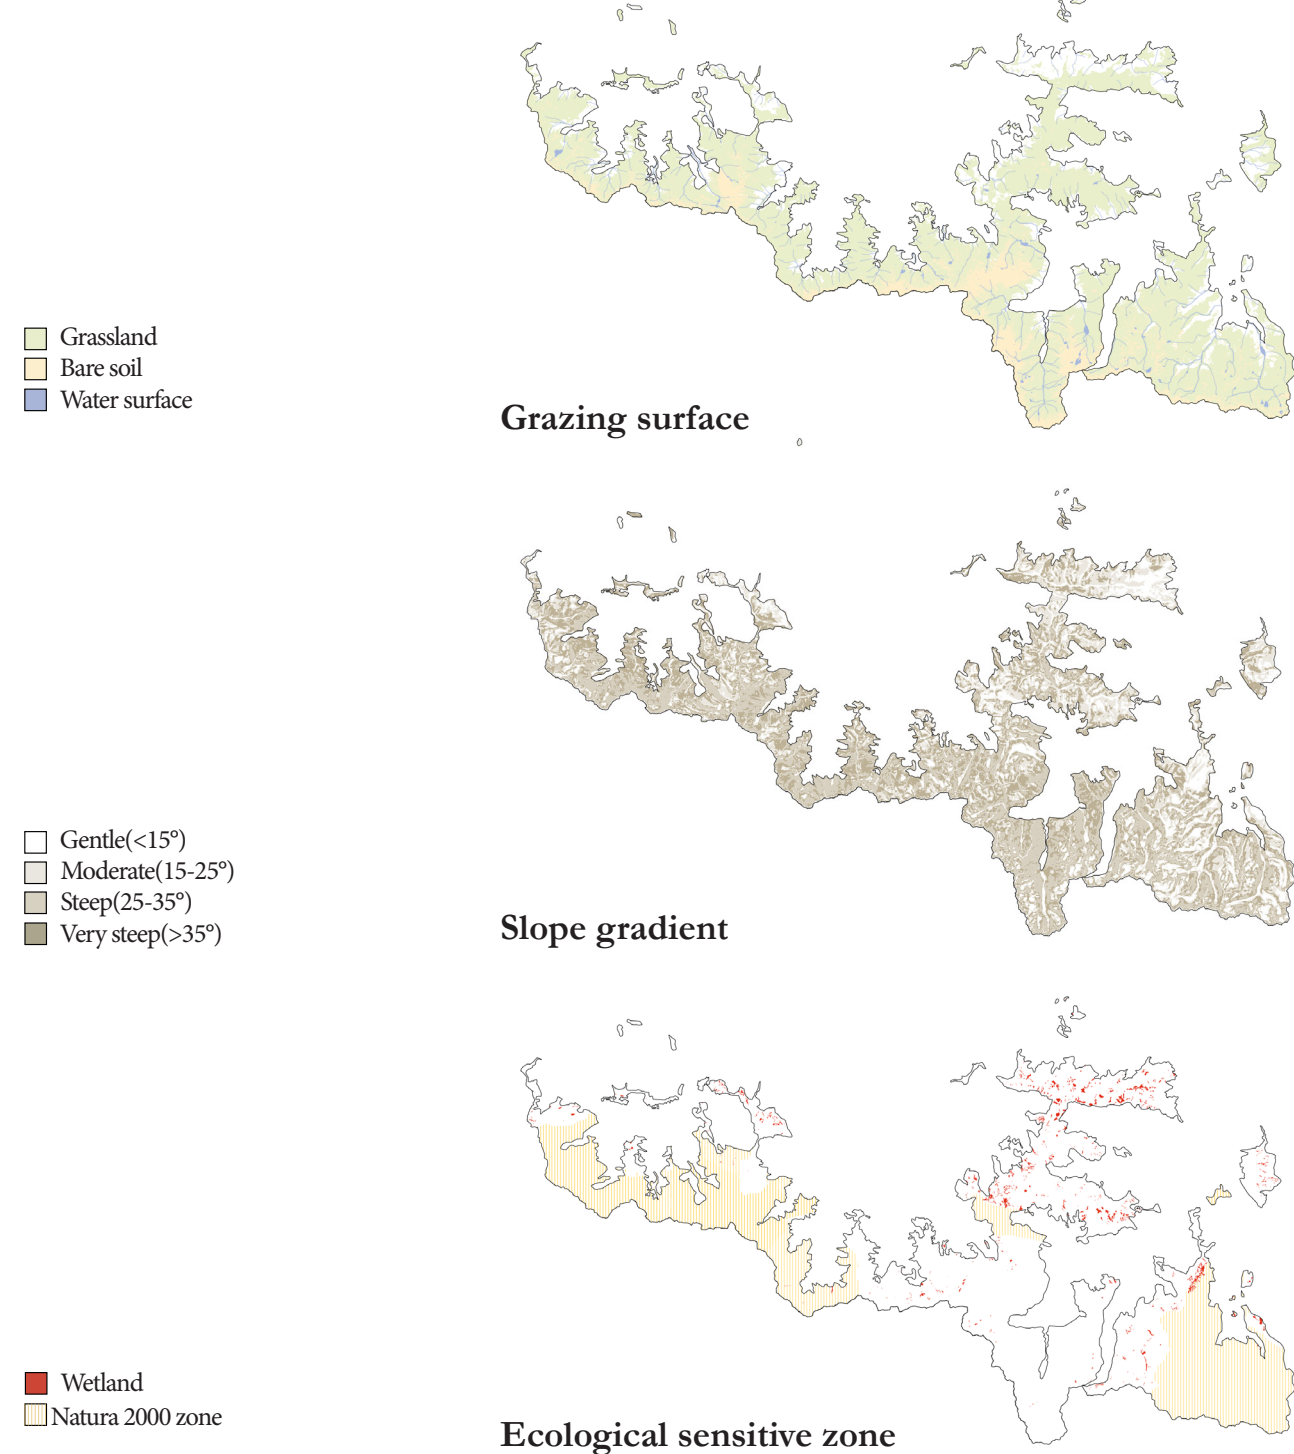 Grassland
Bare soil
Water surface
Grazing surface
Gentle(<15°)
Moderate(15-25°)
Steep(25-35°)
Very steep(>35°)
Slope gradient
Wetland
Natura 2000 zone
Ecological sensitive zone